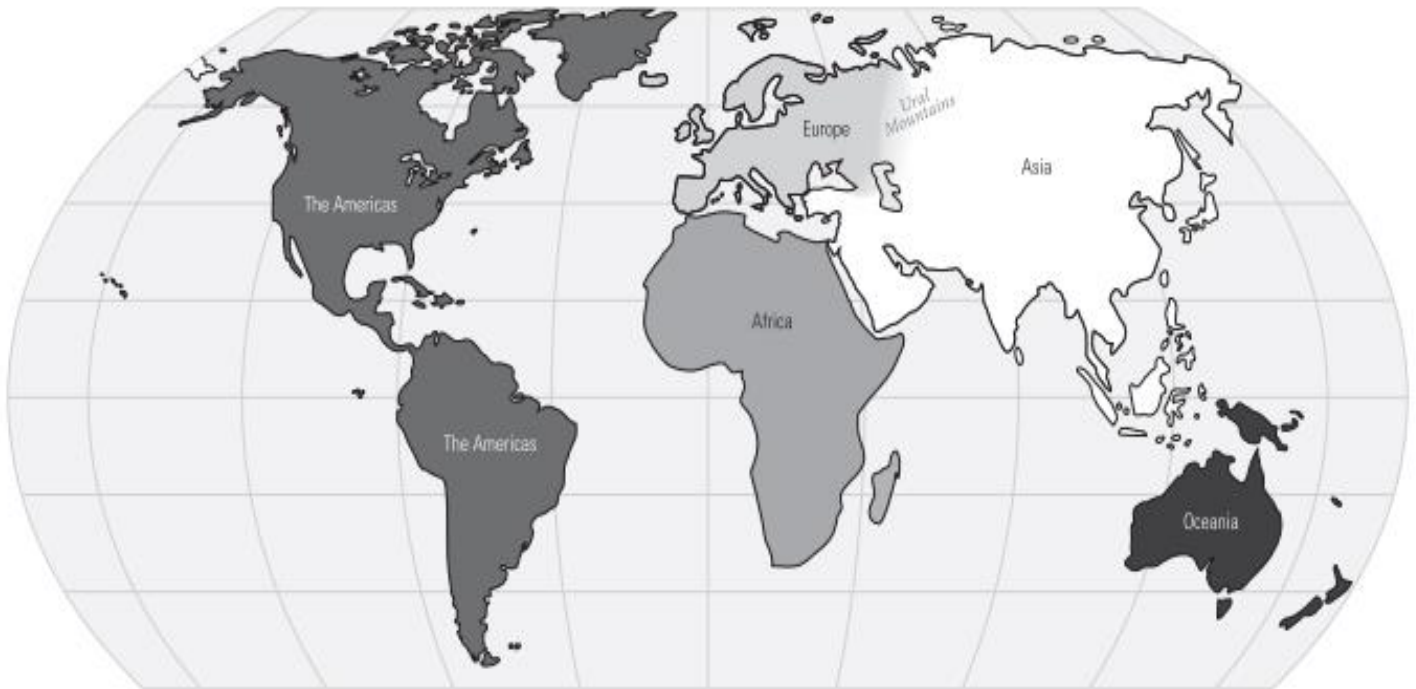 Ural
Mountains
Europe
Asia
The Americas
Africa
The Americas
Oceania